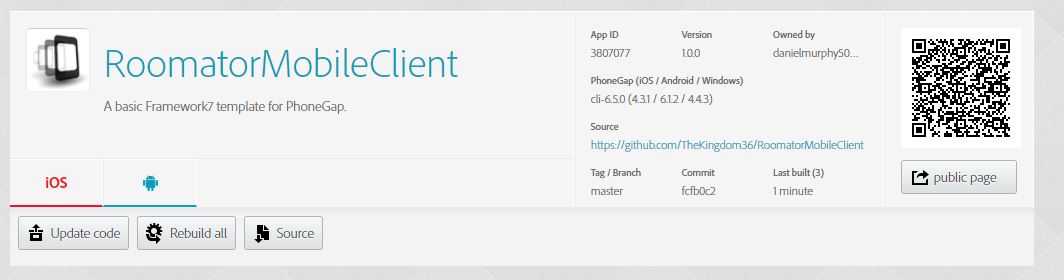 RoomatorMobileClient
A basic Framework7 template for PhoneGap.
iOS
App ID Version Owned by
3807077 1.0.0 danielmurphy50...
PhoneGap (iOS / Android / Windows)
cli-6.5.0 (4.3.1 / 6.1.2 / 4.4.3)
Source
https://github.com/TheKingdom36/RoomatorMobileClient
Tag / Branch Commit Last built (3)
master fcfb0c2 1 minute
public page
Update code Rebuild all Source